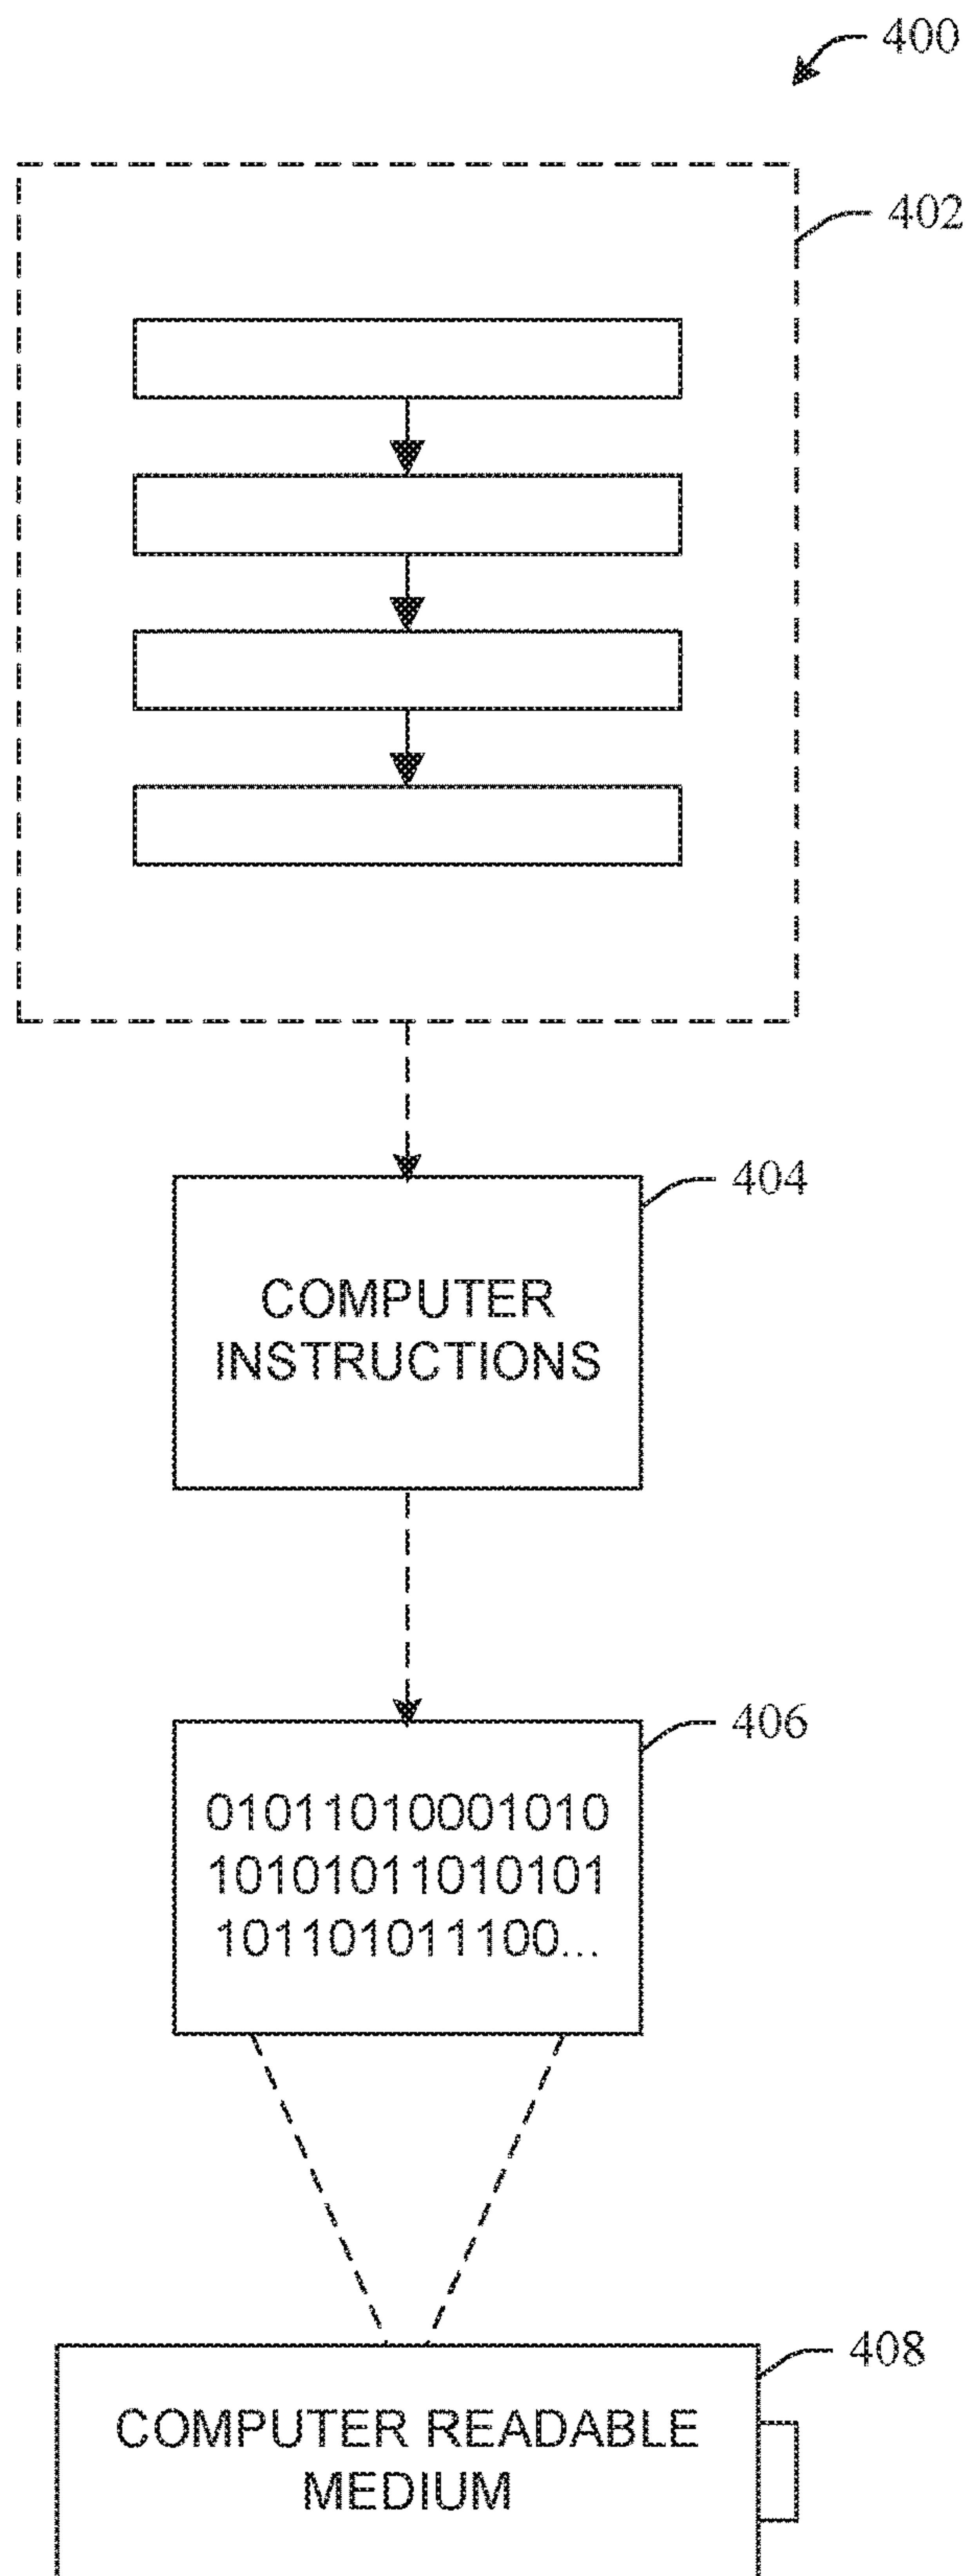 400
402
404
COMPUTER
INSTRUCTIONS
406
01011010001010
10101011010101
101101011100...
408
COMPUTER READABLE
MEDIUM